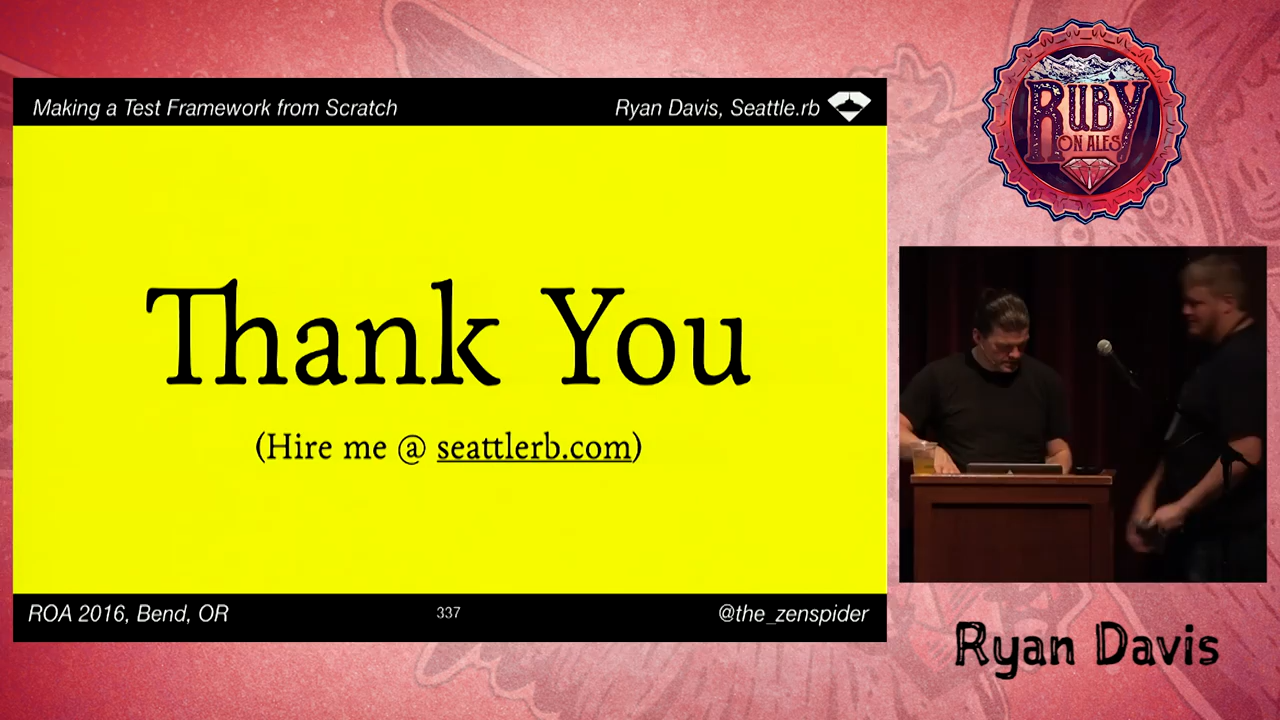 Making a Test Framework from Scratch
Ryan Davis, Seattle.rb
Thank You
(Hire me @ seattlerb.com)
ROA 2016, Bend, OR
337
@the_zenspider
RUBY
ON ALES
Ryan Davis